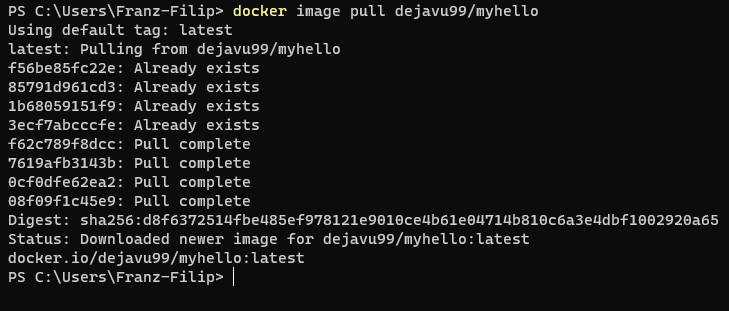 PS C:\Users\Franz-Filip> docker image pull dejavu99/myhello
Using default tag: latest
latest: Pulling from dejavu99/myhello
f56be85fc22e: Already exists
85791d961cd3: Already exists
1b68059151f9: Already exists
3ecf7abcccfe: Already exists
f62c789f8dcc: Pull complete
7619afb3143b: Pull complete
0cf0dfe62ea2: Pull complete
08f09f1c45e9: Pull complete
Digest: sha256:d8f6372514fbe485ef978121e9010ce4b61e04714b810c6a3e4dbf1002920a65
Status: Downloaded newer image for dejavu99/myhello:latest
docker.io/dejavu99/myhello:latest
PS C:\Users\Franz-Filip>